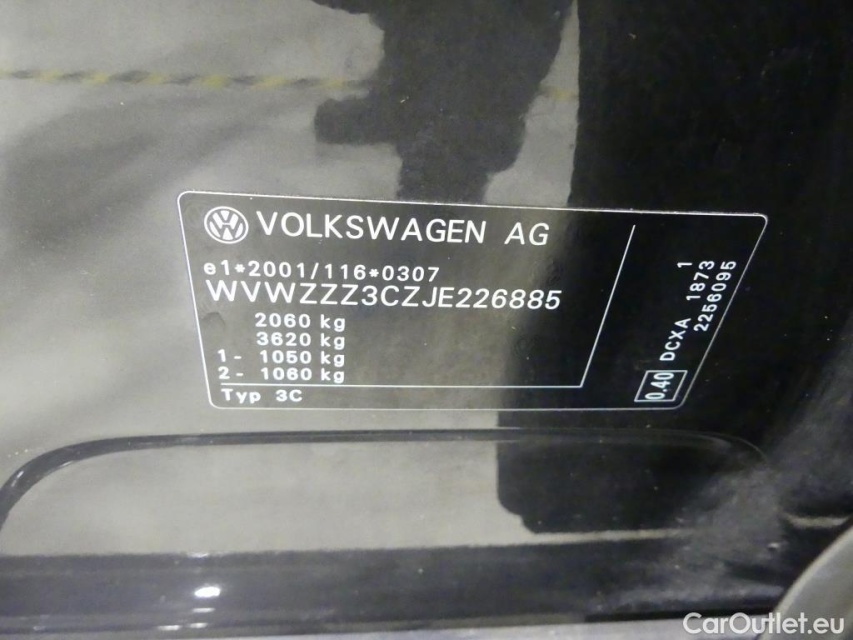 VOLKSWAGEN AG
e1*2001/116*0307
WVWZZZ3CZJE226885
2060 kg
3620 kg
1- 1050 kg
2- 1060 kg
Typ 3C
1
DCXA 1873
2256095
0.40
CarOutlet.eu